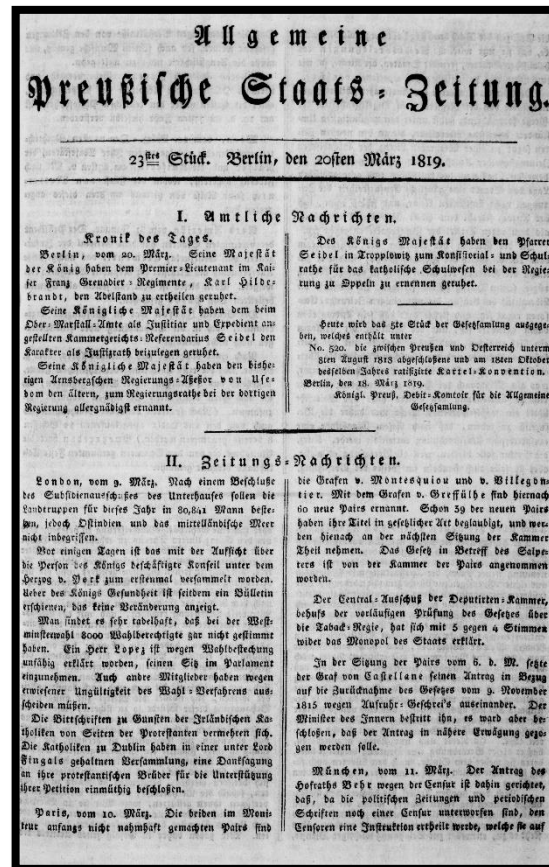 Allgemeine
Preußische Staats-Zeitung.
23stes Stück. Berlin, den 20sten März 1819.
I. Amtliche Nachrichten.
Kronik des Tages.
Berlin, vom 20. März. Seine Majestät
der König haben dem Premier-Lieutenant im Kai-
ser Franz Grenadier-Regimente, Karl Hilde-
brandt, den Adelstand zu ertheilen geruhet.
Seine Königliche Majestät haben dem beim
Ober-Marstall-Amte als Justitiar und Expedient an-
gestellten Kammergerichts-Referendarius Seidel den
Karakter als Justizrath beizulegen geruhet.
Seine Königliche Majestät haben den bishe-
rigen Arnsbergschen Regierungs-Assessor von Use-
dom den ältern, zum Regierungsrathe bei der dortigen
Regierung allergnädigst ernannt.
Des Königs Majestät haben den Pfarrer
Seidel in Tropplowitz zum Konsistorial- und Schul-
rathe für das katholische Schulwesen bei der Regie-
rung zu Oppeln zu ernennen geruhet.
Heute wird das 5te Stück der Gesetzsamlung ausgege-
ben, welches enthält unter
No. 520. die zwischen Preußen und Oesterreich unterm
8ten August 1818 abgeschloßene und am 18ten Oktober
desselben Jahres ratifizirte Kartel-Konvention.
Berlin, den 18. März 1819.
Königl. Preuß. Debit-Komtoir für die Allgemeine
Gesetzsamlung.
II. Zeitungs-Nachrichten.
London, vom 9. März. Nach einem Beschluße
des Subsidienausschußes des Unterhauses sollen die
Landtruppen für dieses Jahr in 80,841 Mann beste-
hen, jedoch Ostindien und das mittelländische Meer
nicht inbegriffen.
Vor einigen Tagen ist das mit der Aufsicht über
die Person des Königs beschäftigte Konseil unter dem
Herzog v. York zum erstenmal versammelt worden.
Ueber des Königs Gesundheit ist seitdem ein Bülletin
erschienen, das keine Veränderung anzeigt.
Man findet es sehr tadelhaft, daß bei der West-
minsterwahl 8000 Wahlberechtigte gar nicht gestimmt
haben. Ein Herr Lopez ist wegen Wahlbestechung
unfähig erklärt worden, seinen Sitz im Parlament
einzunehmen. Auch andre Mitglieder haben wegen
erwiesener Ungültigkeit des Wahl-Verfahrens aus-
scheiden müßen.
Die Bittschriften zu Gunsten der Irländischen Ka-
tholiken von Seiten der Protestanten vermehren sich.
Die Katholiken zu Dublin haben in einer unter Lord
Fingals gehaltnen Versammlung, eine Danksagung
an ihre protestantischen Brüder für die Unterstützung
ihrer Petition einmüthig beschloßen.
Paris, vom 10. März. Die beiden im Moni-
teur anfangs nicht nahmhaft gemachten Pairs sind
die Grafen v. Montesquiou und v. Villegon-
tier. Mit dem Grafen v. Greffülhe sind hiernach
60 neue Pairs ernannt. Schon 39 der neuen Pairs
haben ihre Titel in gesetzlicher Art beglaubigt, und wer-
den hienach an der nächsten Sitzung der Kammer
Theil nehmen. Das Gesetz in Betreff des Salpe-
ters ist von der Kammer der Pairs angenommen
worden.
Der Central-Ausschuß der Deputirten-Kammer,
behufs der vorläufigen Prüfung des Gesetzes über
die Taback-Regie, hat sich mit 5 gegen 4 Stimmen
wider das Monopol des Staats erklärt.
In der Sitzung der Pairs vom 6. d. M. setzte
der Graf von Castellane seinen Antrag in Bezug
auf die Zurücknahme des Gesetzes vom 9. November
1815 wegen Aufruhr-Geschrei's auseinander. Der
Minister des Innern bestritt ihn, es ward aber be-
schloßen, daß der Antrag in nähere Erwägung gezo-
gen werden solle.
München, vom 11. März. Der Antrag des
Hofraths Behr wegen der Censur ist dahin gerichtet,
daß, da die politischen Zeitungen und periodischen
Schriften noch einer Censur unterworfen sind, den
Censoren eine Instruktion ertheilt werde, welche sie auf